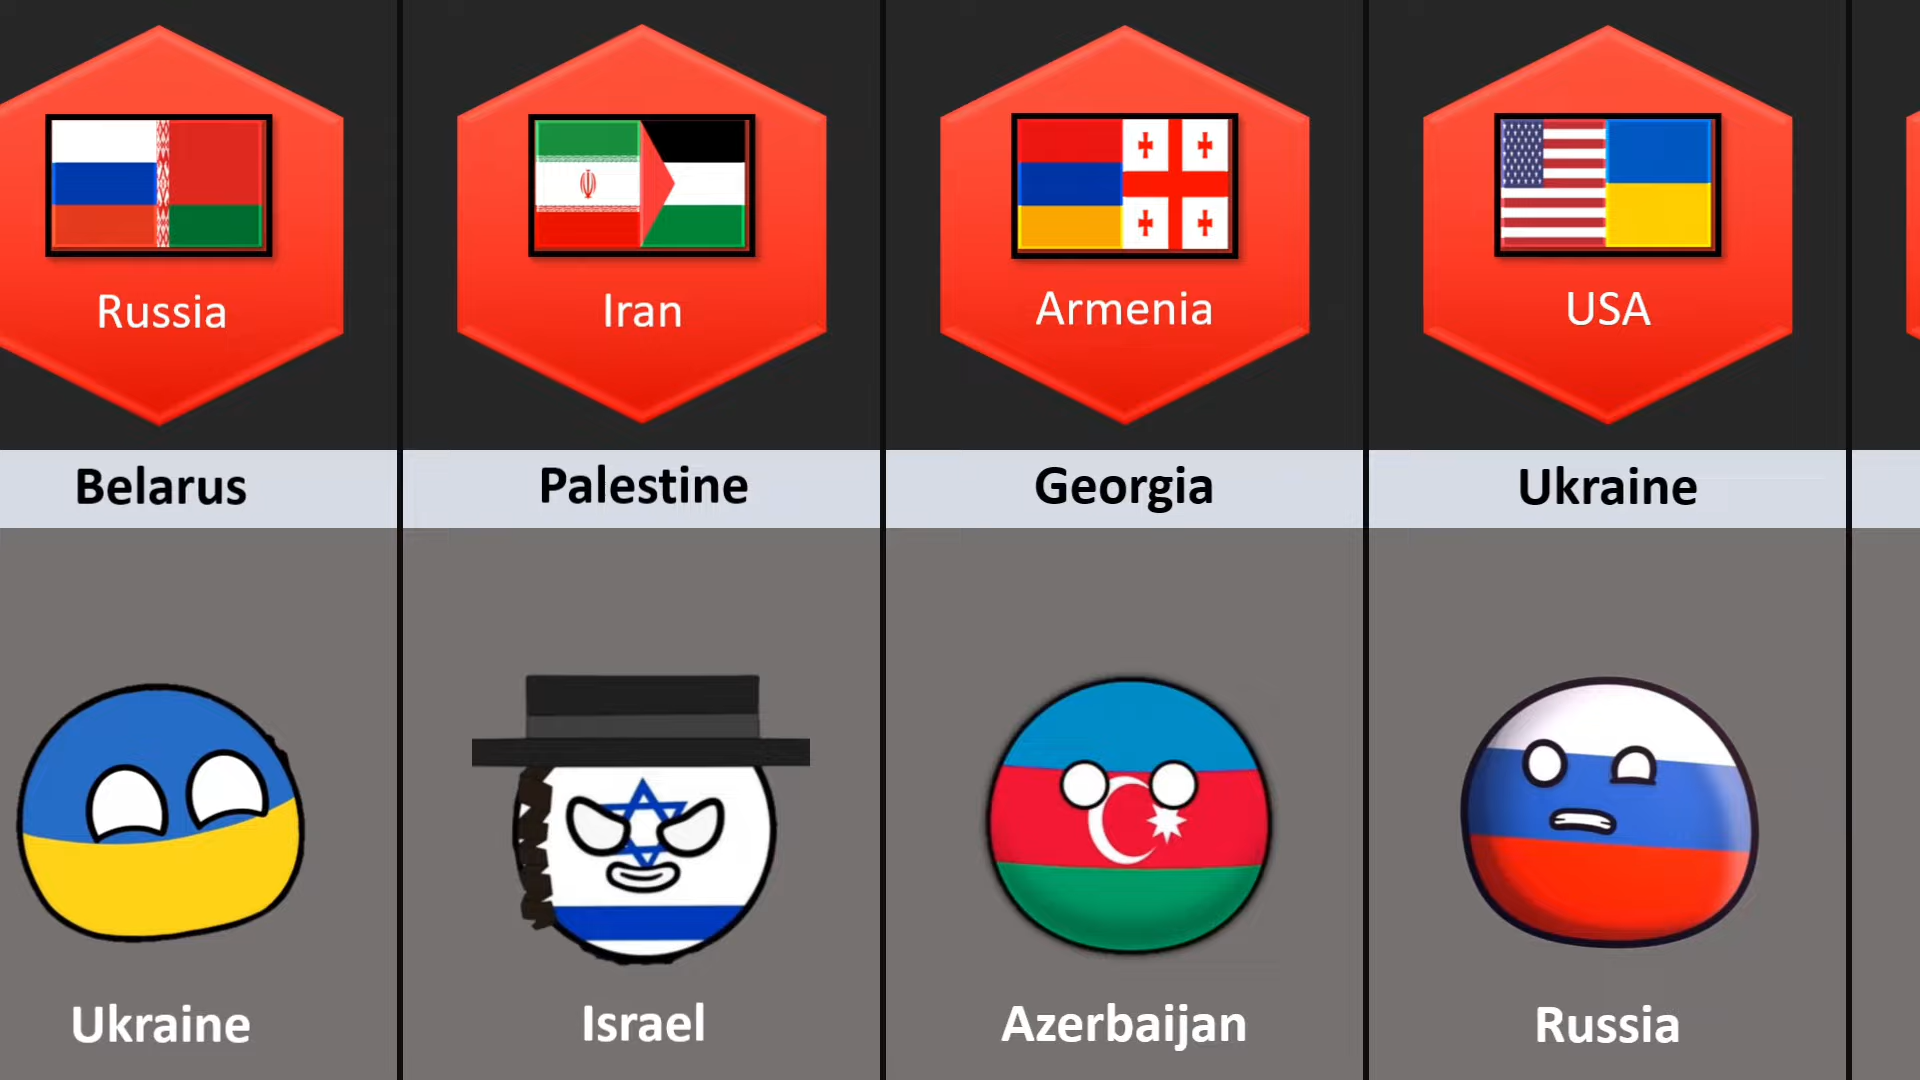 Russia
Iran
Armenia
USA
Belarus
Palestine
Georgia
Ukraine
Ukraine
Israel
Azerbaijan
Russia